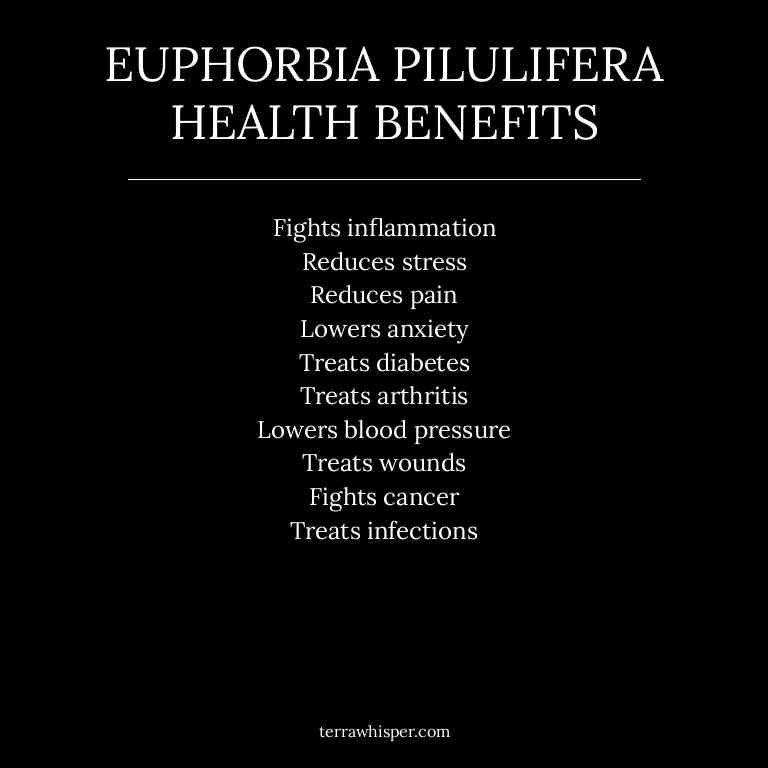 EUPHORBIA PILULIFERA
HEALTH BENEFITS
Fights inflammation
Reduces stress
Reduces pain
Lowers anxiety
Treats diabetes
Treats arthritis
Lowers blood pressure
Treats wounds
Fights cancer
Treats infections
terrawhisper.com